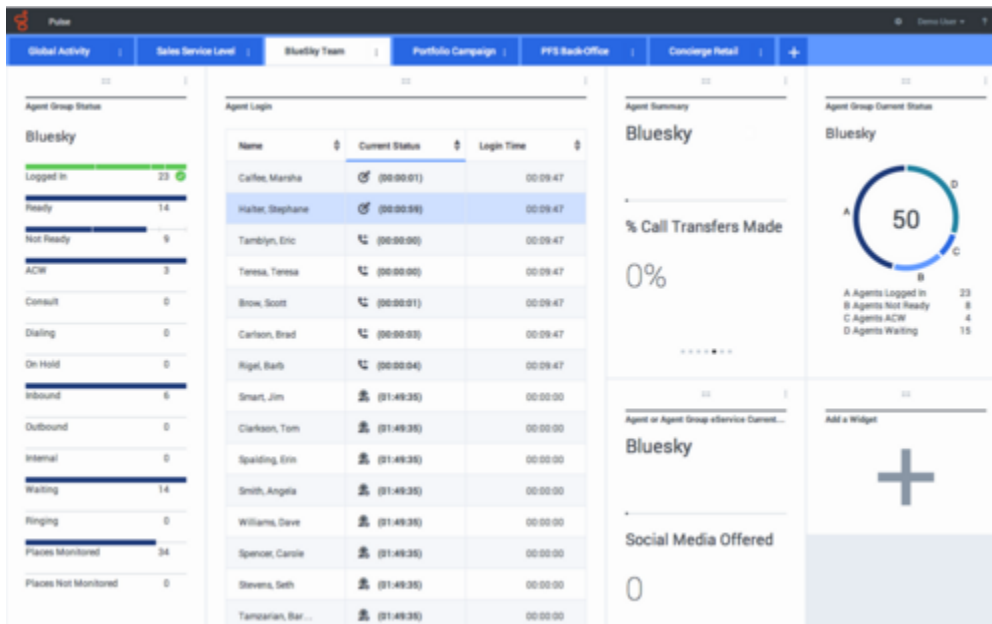 Pulse
Demo User
?
Global Activity
Sales Service Level
BlueSky Team
Portfolio Campaign
PFS Back-Office
Concierge Retail
+
Agent Group Status
Bluesky
Logged In 23
Ready 14
Not Ready 9
ACW 3
Consult 0
Dialing 0
On Hold 0
Inbound 6
Outbound 0
Internal 0
Waiting 14
Ringing 0
Places Monitored 34
Places Not Monitored 0
Agent Login
Name Current Status Login Time
Calfee, Marsha (00:00:01) 00:09:47
Halter, Stephane (00:00:59) 00:09:47
Tamblyn, Eric (00:00:00) 00:09:47
Teresa, Teresa (00:00:00) 00:09:47
Brow, Scott (00:00:01) 00:09:47
Carlson, Brad (00:00:03) 00:09:47
Rigel, Barb (00:00:04) 00:09:47
Smart, Jim (01:49:35) 00:00:00
Clarkson, Tom (01:49:35) 00:00:00
Spalding, Erin (01:49:35) 00:00:00
Smith, Angela (01:49:35) 00:00:00
Williams, Dave (01:49:35) 00:00:00
Spencer, Carole (01:49:35) 00:00:00
Stevens, Seth (01:49:35) 00:00:00
Tamzarian, Bar... (01:49:35) 00:00:00
Agent Summary
Bluesky
% Call Transfers Made
0%
Agent Group Current Status
Bluesky
50
A
B
C
D
A Agents Logged In 23
B Agents Not Ready 8
C Agents ACW 4
D Agents Waiting 15
Agent or Agent Group eService Current...
Bluesky
Social Media Offered
0
Add a Widget